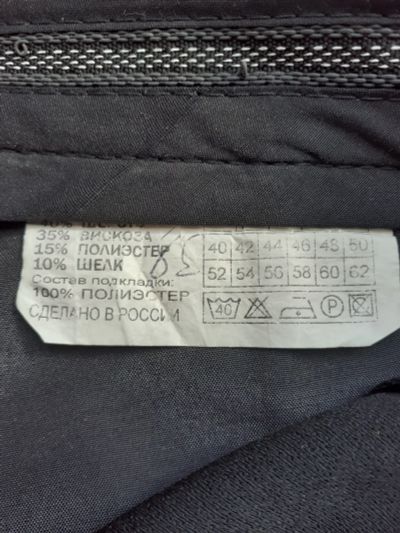 35% ВИСКОЗА
15% ПОЛИЭСТЕР
10% ШЕЛК
Состав подкладки:
100% ПОЛИЭСТЕР
СДЕЛАНО В РОССИИ
40 42 44 46 48 50
52 54 56 58 60 62
40 P